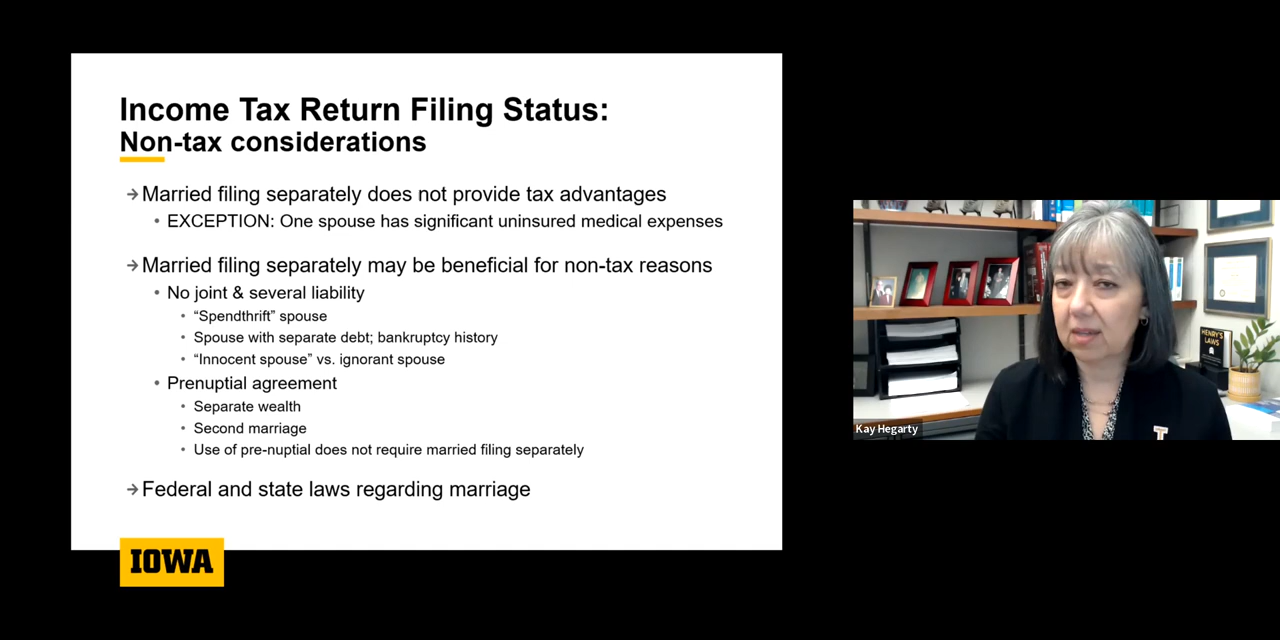 Income Tax Return Filing Status:
Non-tax considerations
→ Married filing separately does not provide tax advantages
• EXCEPTION: One spouse has significant uninsured medical expenses
→ Married filing separately may be beneficial for non-tax reasons
• No joint & several liability
• “Spendthrift” spouse
• Spouse with separate debt; bankruptcy history
• “Innocent spouse” vs. ignorant spouse
• Prenuptial agreement
• Separate wealth
• Second marriage
• Use of pre-nuptial does not require married filing separately
→ Federal and state laws regarding marriage
IOWA
HENRY'S
LAWS
Kay Hegarty